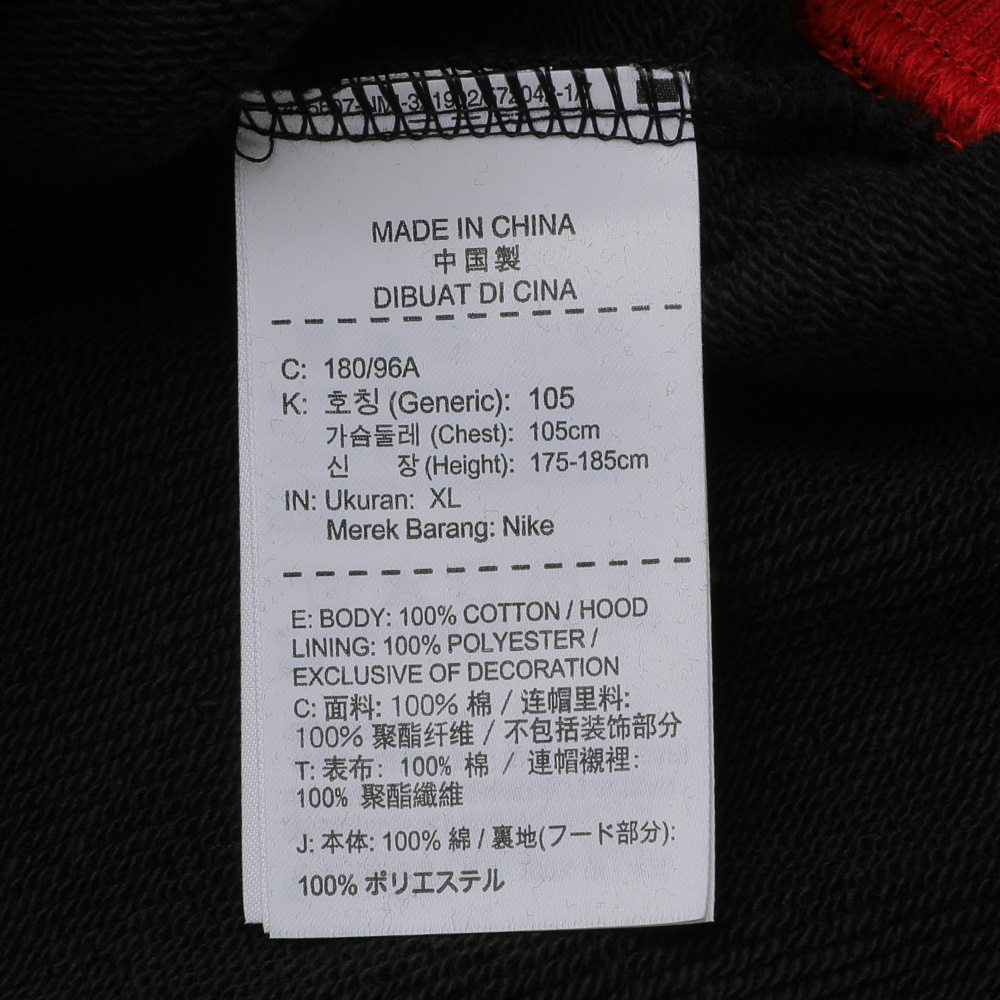 MADE IN CHINA
中国製
DIBUAT DI CINA
C: 180/96A
K: 호칭 (Generic): 105
가슴둘레 (Chest): 105cm
신 장 (Height): 175-185cm
IN: Ukuran: XL
Merek Barang: Nike
E: BODY: 100% COTTON / HOOD
LINING: 100% POLYESTER /
EXCLUSIVE OF DECORATION
C: 面料: 100% 棉 / 连帽里料:
100% 聚酯纤维 / 不包括装饰部分
T: 表布: 100% 棉 / 連帽襯裡:
100% 聚酯纖維
J: 本体: 100% 綿 / 裏地(フード部分):
100% ポリエステル